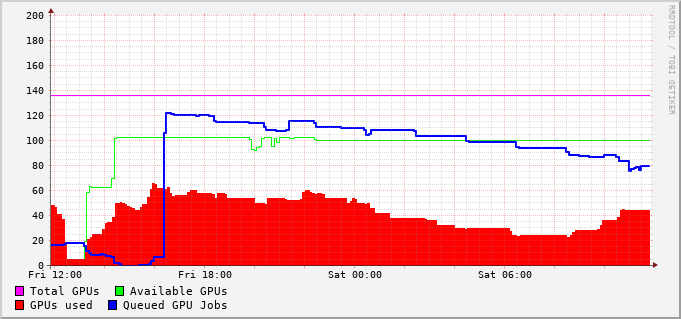 200
180
160
140
120
100
80
60
40
20
0
Fri 12:00 Fri 18:00 Sat 00:00 Sat 06:00
Total GPUs Available GPUs
GPUs used Queued GPU Jobs
RRDTOOL / TOBI OETIKER